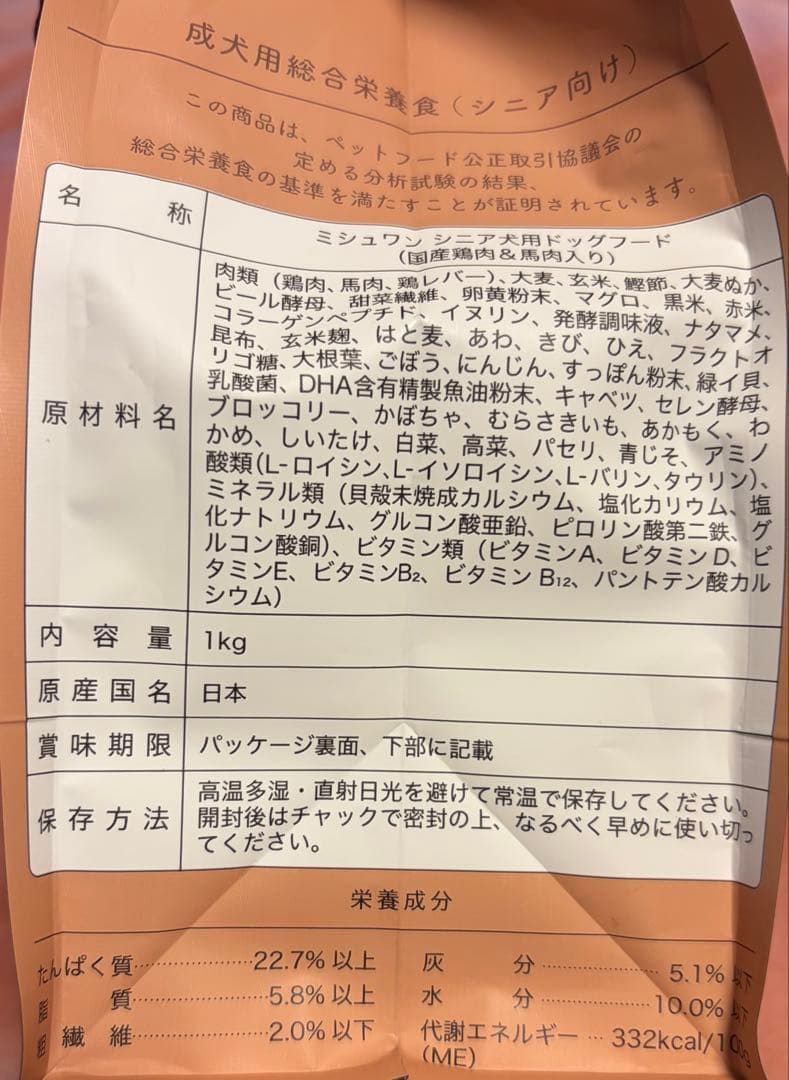 成犬用総合栄養食（シニア向け）
この商品は、ペットフード公正取引協議会の
定める分析試験の結果、
総合栄養食の基準を満たすことが証明されています。
名称
ミシュワン シニア犬用ドッグフード
(国産鶏肉＆馬肉入り)
原材料名
肉類（鶏肉、馬肉、鶏レバー）、大麦、玄米、鰹節、大麦ぬか、
ビール酵母、甜菜繊維、卵黄粉末、マグロ、黒米、赤米、
コラーゲンペプチド、イヌリン、発酵調味液、ナタマメ、
昆布、玄米麹、はと麦、あわ、きび、ひえ、フラクトオ
リゴ糖、大根葉、ごぼう、にんじん、すっぽん粉末、緑イ貝、
乳酸菌、DHA含有精製魚油粉末、キャベツ、セレン酵母、
ブロッコリー、かぼちゃ、むらさきいも、あかもく、わ
かめ、しいたけ、白菜、高菜、パセリ、青じそ、アミノ
酸類(L-ロイシン、L-イソロイシン、L-バリン、タウリン)、
ミネラル類（貝殻未焼成カルシウム、塩化カリウム、塩
化ナトリウム、グルコン酸亜鉛、ピロリン酸第二鉄、グ
ルコン酸銅）、ビタミン類（ビタミンA、ビタミンD、ビ
タミンE、ビタミンB₂、ビタミンB₁₂、パントテン酸カル
シウム）
内容量
1kg
原産国名
日本
賞味期限
パッケージ裏面、下部に記載
保存方法
高温多湿・直射日光を避けて常温で保存してください。
開封後はチャックで密封の上、なるべく早めに使い切っ
てください。
栄養成分
たんぱく質…………………22.7% 以上
脂質…………………5.8% 以上
粗繊維…………………2.0% 以下
灰分…………………5.1% 以下
水分…………………10.0% 以下
代謝エネルギー…332kcal/100g
(ME)